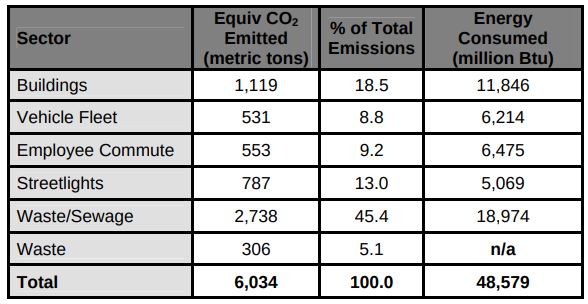 Sector Equiv CO₂ Emitted (metric tons) % of Total Emissions Energy Consumed (million Btu)
Buildings 1,119 18.5 11,846
Vehicle Fleet 531 8.8 6,214
Employee Commute 553 9.2 6,475
Streetlights 787 13.0 5,069
Waste/Sewage 2,738 45.4 18,974
Waste 306 5.1 n/a
Total 6,034 100.0 48,579